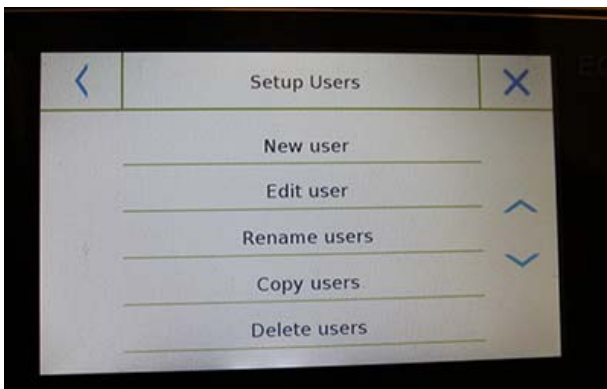 Setup Users
New user
Edit user
Rename users
Copy users
Delete users